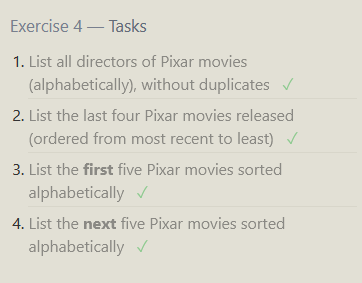 Exercise 4 — Tasks
1. List all directors of Pixar movies
(alphabetically), without duplicates ✓
2. List the last four Pixar movies released
(ordered from most recent to least) ✓
3. List the first five Pixar movies sorted
alphabetically ✓
4. List the next five Pixar movies sorted
alphabetically ✓